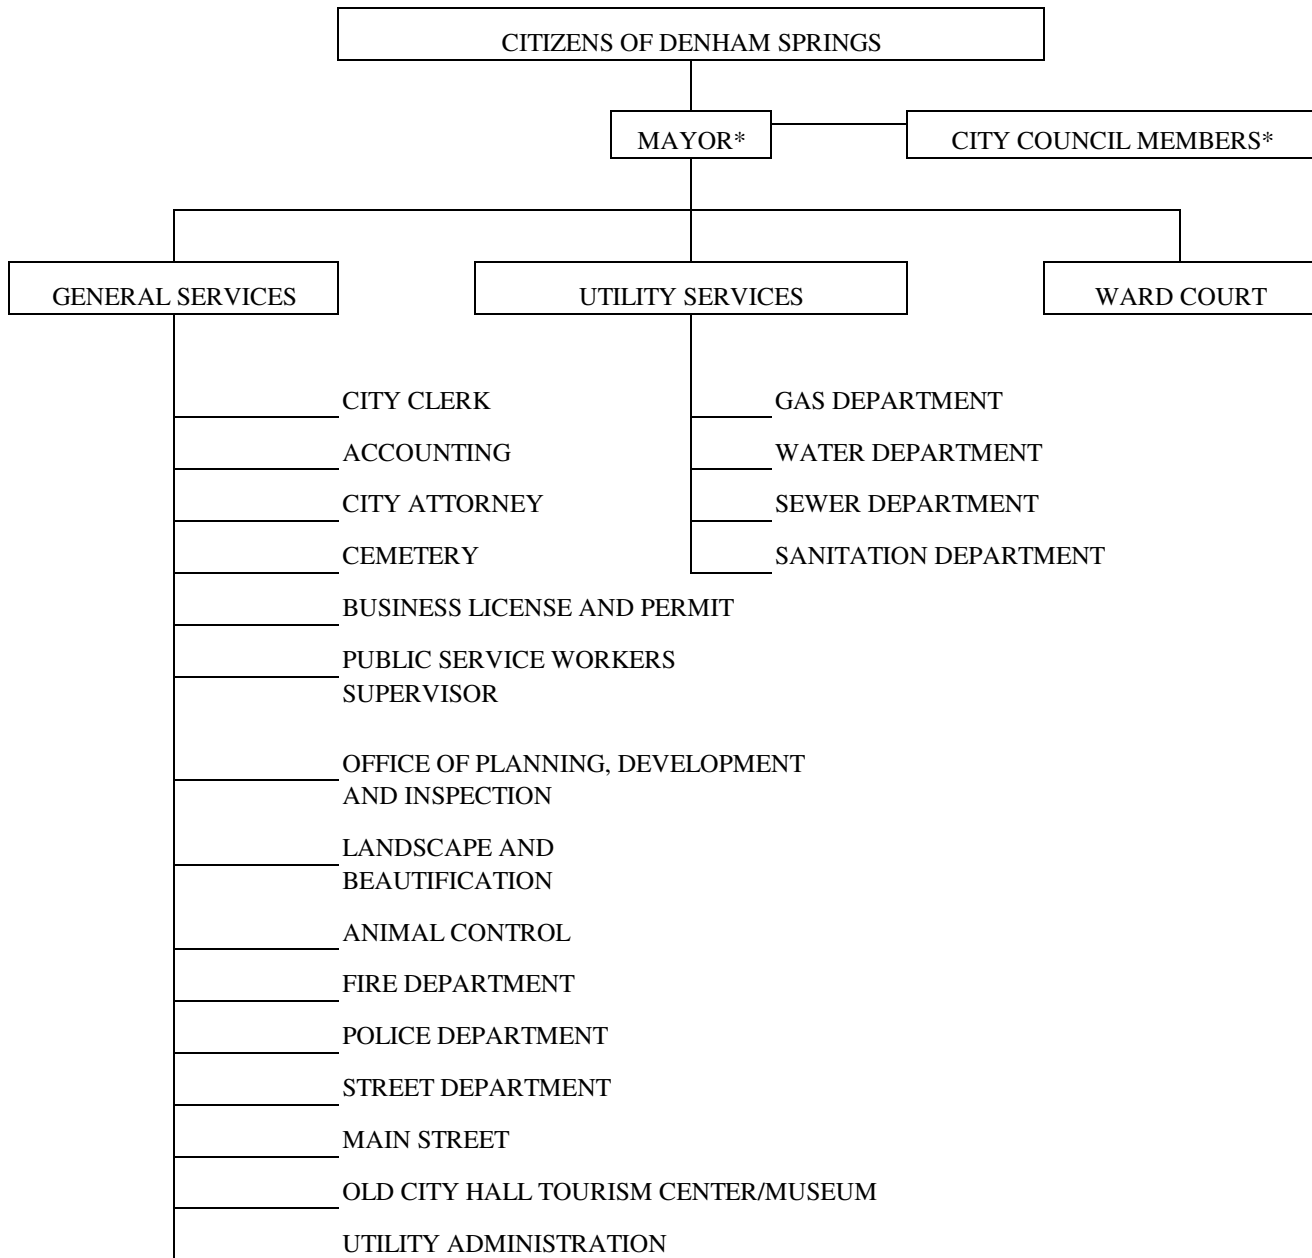 CITIZENS OF DENHAM SPRINGS
MAYOR*
CITY COUNCIL MEMBERS*
GENERAL SERVICES
UTILITY SERVICES
WARD COURT
CITY CLERK
ACCOUNTING
CITY ATTORNEY
CEMETERY
BUSINESS LICENSE AND PERMIT
PUBLIC SERVICE WORKERS
SUPERVISOR
OFFICE OF PLANNING, DEVELOPMENT
AND INSPECTION
LANDSCAPE AND
BEAUTIFICATION
ANIMAL CONTROL
FIRE DEPARTMENT
POLICE DEPARTMENT
STREET DEPARTMENT
MAIN STREET
OLD CITY HALL TOURISM CENTER/MUSEUM
UTILITY ADMINISTRATION
GAS DEPARTMENT
WATER DEPARTMENT
SEWER DEPARTMENT
SANITATION DEPARTMENT